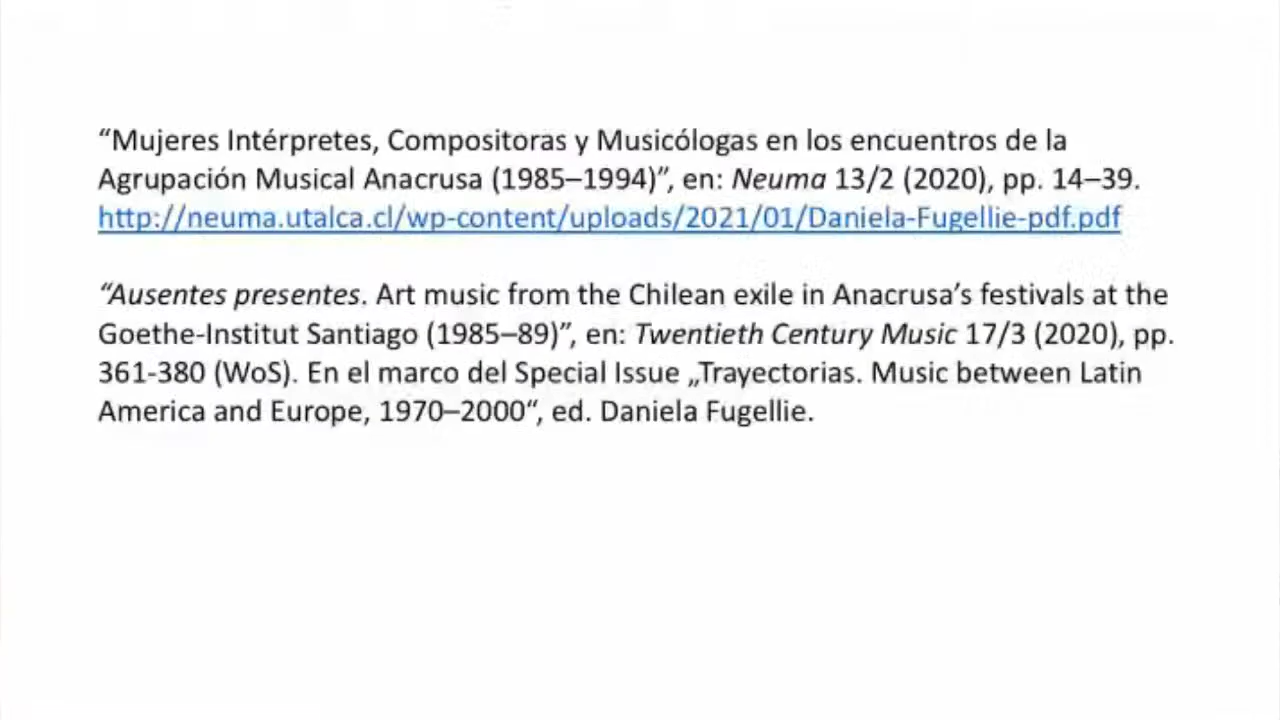 “Mujeres Intérpretes, Compositoras y Musicólogas en los encuentros de la
Agrupación Musical Anacrusa (1985–1994)”, en: Neuma 13/2 (2020), pp. 14–39.
http://neuma.utalca.cl/wp-content/uploads/2021/01/Daniela-Fugellie-pdf.pdf
“Ausentes presentes. Art music from the Chilean exile in Anacrusa’s festivals at the
Goethe-Institut Santiago (1985–89)”, en: Twentieth Century Music 17/3 (2020), pp.
361-380 (WoS). En el marco del Special Issue „Trayectorias. Music between Latin
America and Europe, 1970–2000“, ed. Daniela Fugellie.